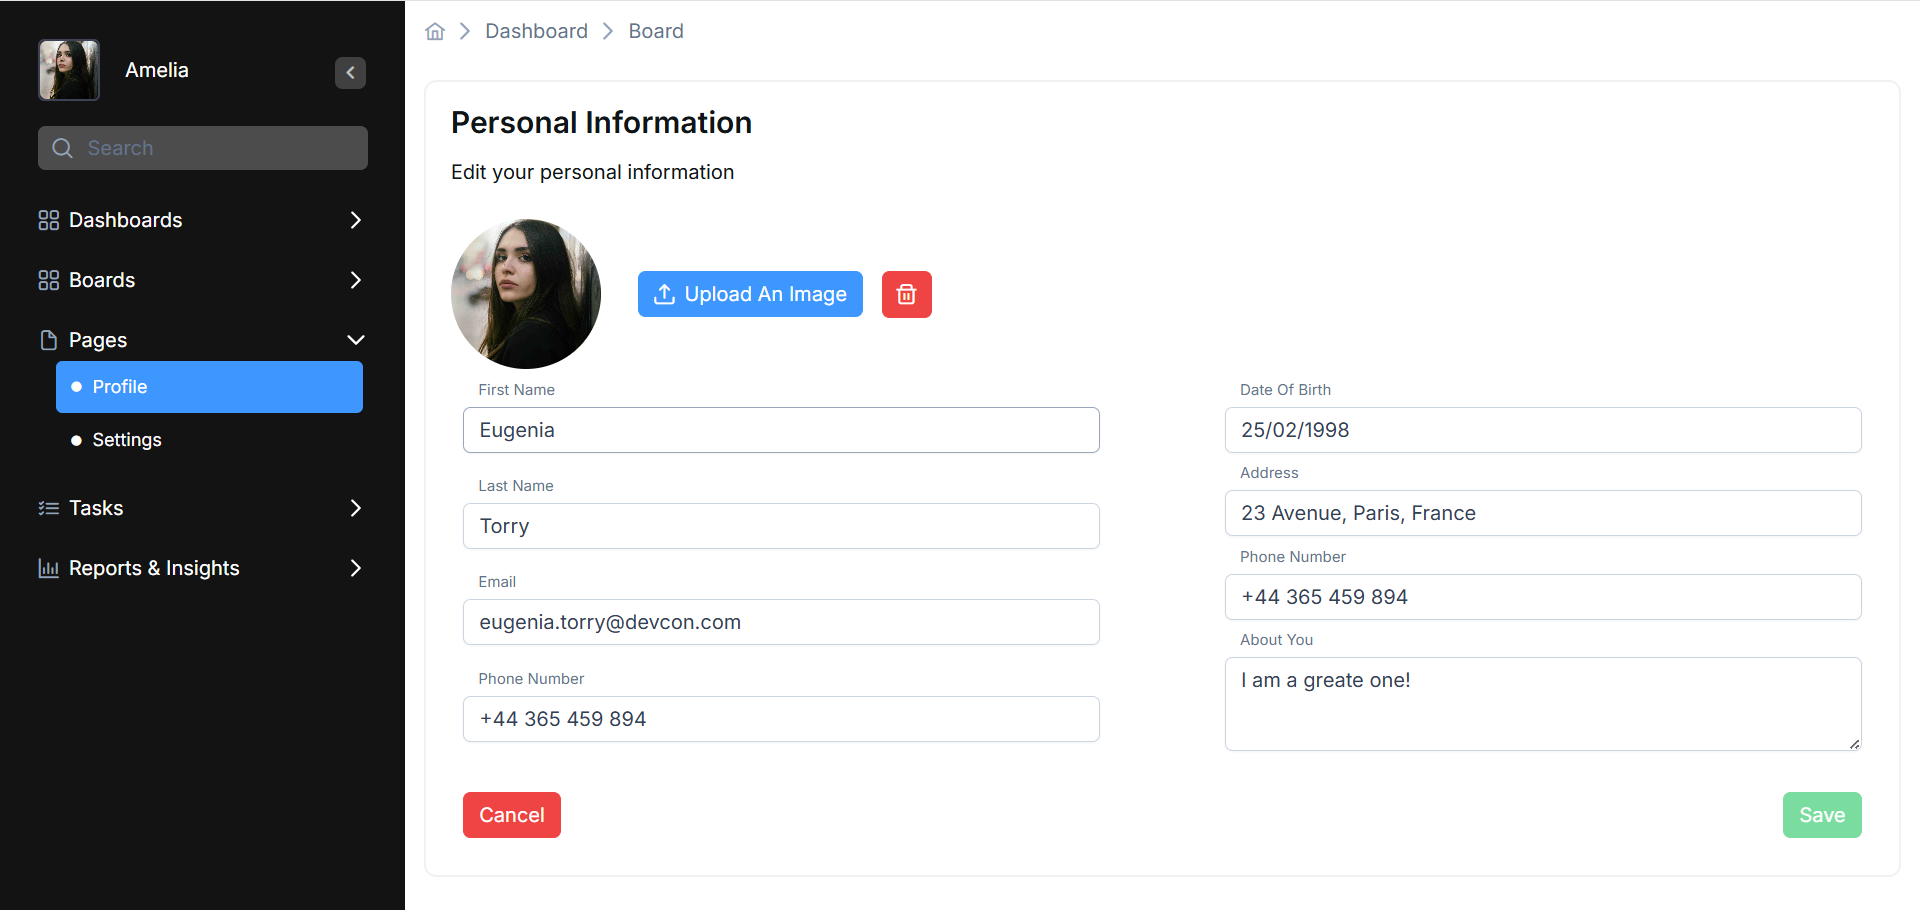 Amelia
Search
Dashboards
Boards
Pages
Profile
Settings
Tasks
Reports & Insights
Dashboard
Board
Personal Information
Edit your personal information
Upload An Image
First Name
Eugenia
Last Name
Torry
Email
eugenia.torry@devcon.com
Phone Number
+44 365 459 894
Date Of Birth
25/02/1998
Address
23 Avenue, Paris, France
Phone Number
+44 365 459 894
About You
I am a greate one!
Cancel
Save